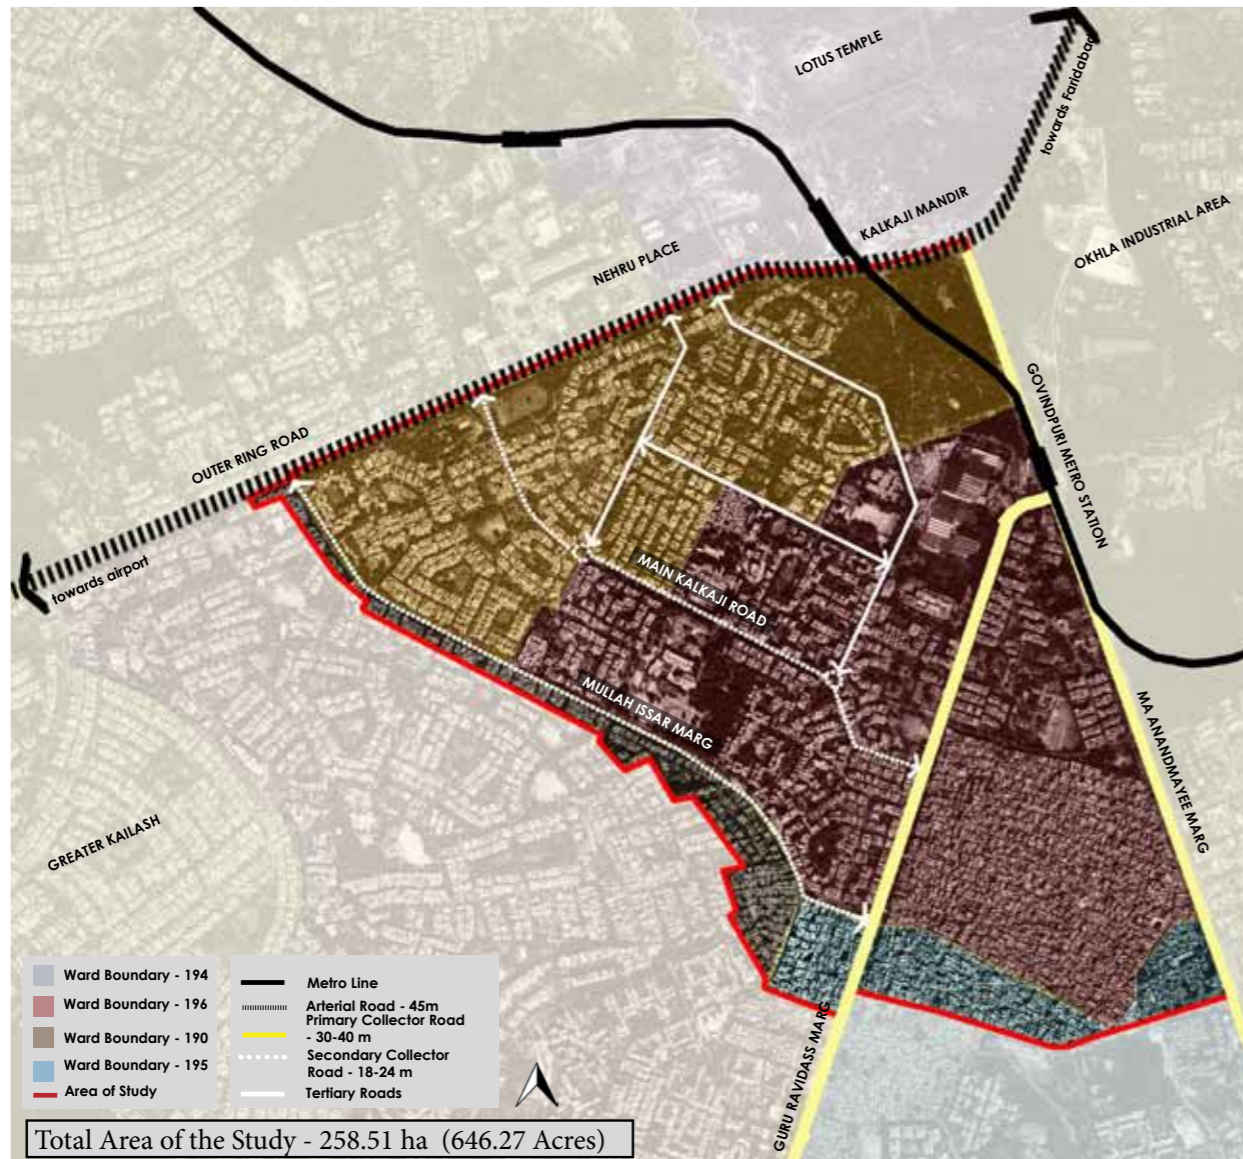 LOTUS TEMPLE
towards Faridabad
KALKAJI MANDIR
OKHLA INDUSTRIAL AREA
NEHRU PLACE
GOVINDPURI METRO STATION
OUTER RING ROAD
towards airport
MAIN KALKAJI ROAD
MULLAH ISSAR MARG
MA ANANDMAYEE MARG
GREATER KAILASH
GURU RAVIDASS MARG
Ward Boundary - 194
Ward Boundary - 196
Ward Boundary - 190
Ward Boundary - 195
Area of Study
Metro Line
Arterial Road - 45m
Primary Collector Road
- 30-40 m
Secondary Collector
Road - 18-24 m
Tertiary Roads
Total Area of the Study - 258.51 ha (646.27 Acres)